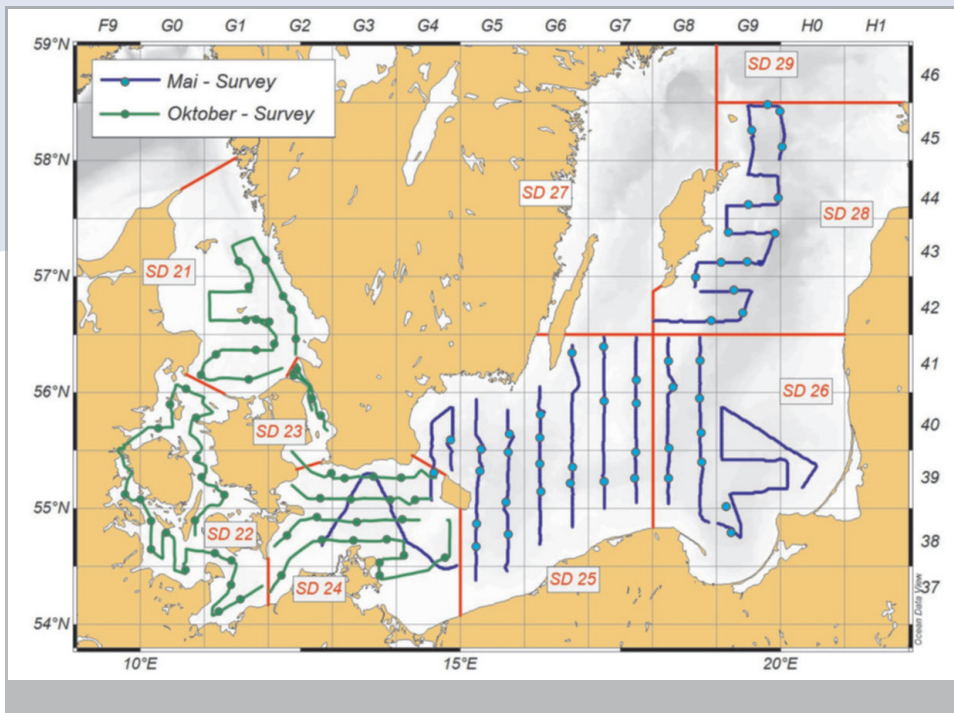 F9 G0 G1 G2 G3 G4 G5 G6 G7 G8 G9 H0 H1
59°N
Mai - Survey
Oktober - Survey
SD 29
46
45
58°N
SD 27
44
SD 28
43
SD 21
57°N
42
41
56°N
SD 26
40
SD 23
39
55°N
SD 22
38
SD 25
SD 24
37
54°N
Ocean Data View
10°E 15°E 20°E